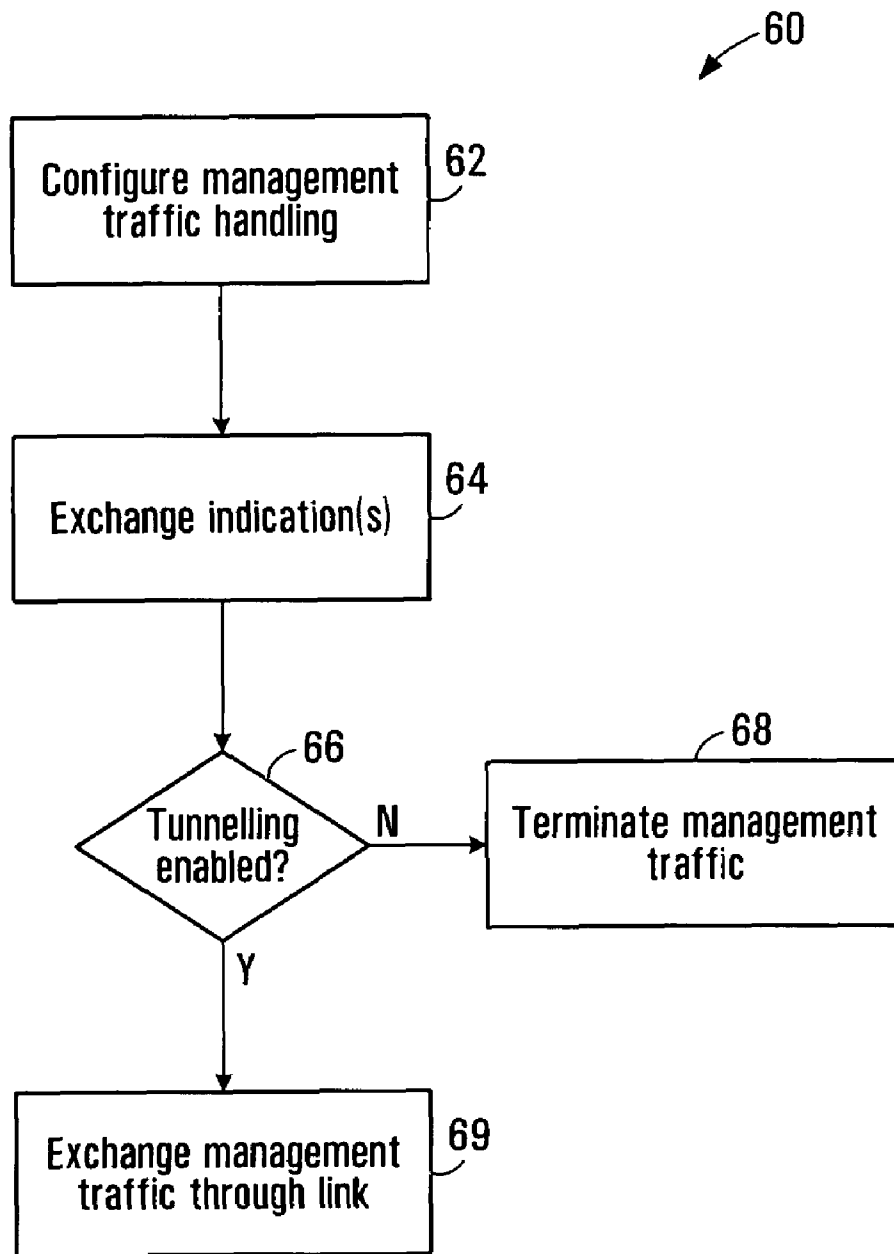 60
Configure management
traffic handling
62
Exchange indication(s)
64
66
Tunnelling
enabled?
N
68
Terminate management
traffic
Y
Exchange management
traffic through link
69